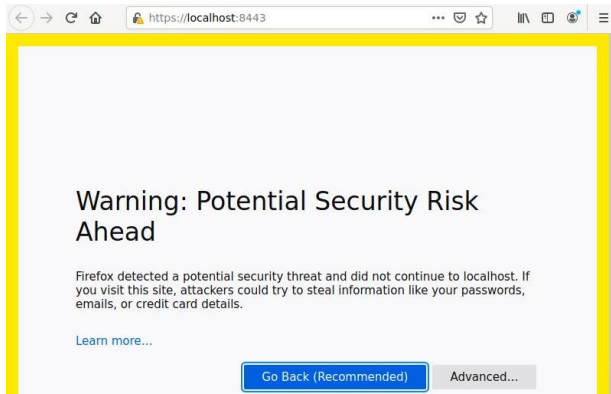 https://localhost:8443
Warning: Potential Security Risk
Ahead
Firefox detected a potential security threat and did not continue to localhost. If
you visit this site, attackers could try to steal information like your passwords,
emails, or credit card details.
Learn more...
Go Back (Recommended)
Advanced...